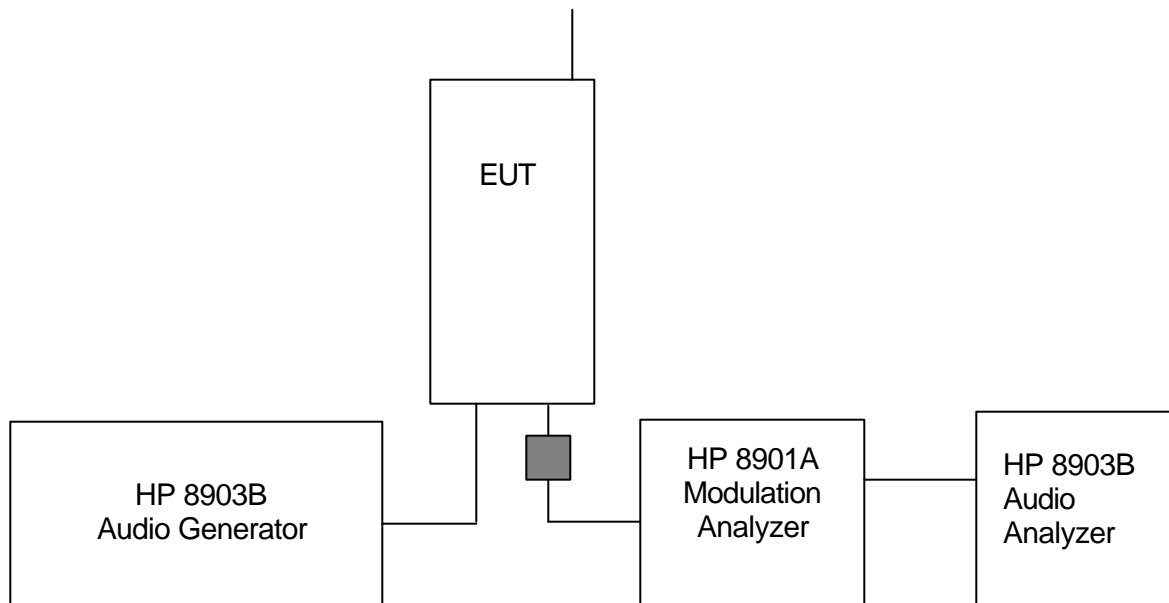 EUT
HP 8903B
Audio Generator
HP 8901A
Modulation
Analyzer
HP 8903B
Audio
Analyzer